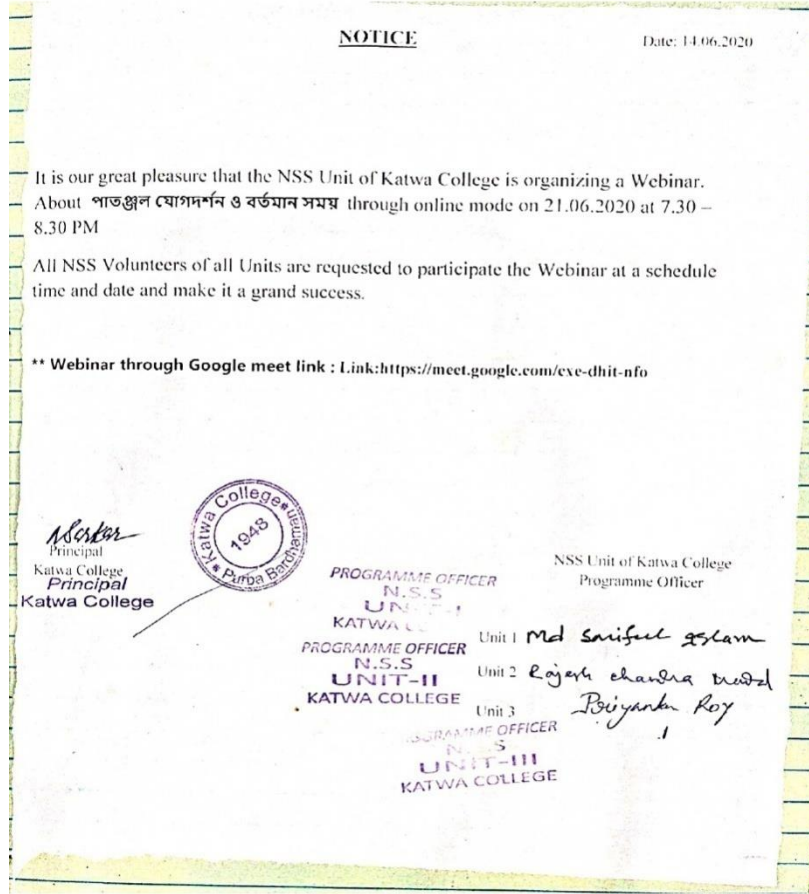 NOTICE
Date: 14.06.2020
It is our great pleasure that the NSS Unit of Katwa College is organizing a Webinar.
About পাতঞ্জল যোগদর্শন ও বর্তমান সময় through online mode on 21.06.2020 at 7.30 –
8.30 PM
All NSS Volunteers of all Units are requested to participate the Webinar at a schedule
time and date and make it a grand success.
** Webinar through Google meet link : Link:https://meet.google.com/exe-dhit-nfo
NSarkar
Principal
Katwa College
Principal
Katwa College
Katwa College
Purba Bardhaman
1948
NSS Unit of Katwa College
Programme Officer
PROGRAMME OFFICER
N.S.S
UNIT-I
KATWA
Unit 1 Md Sariful Islam
PROGRAMME OFFICER
N.S.S
UNIT-II
KATWA COLLEGE
Unit 2 Rajesh Chandra
Unit 3 Priyanka Roy
PROGRAMME OFFICER
UNIT-III
KATWA COLLEGE